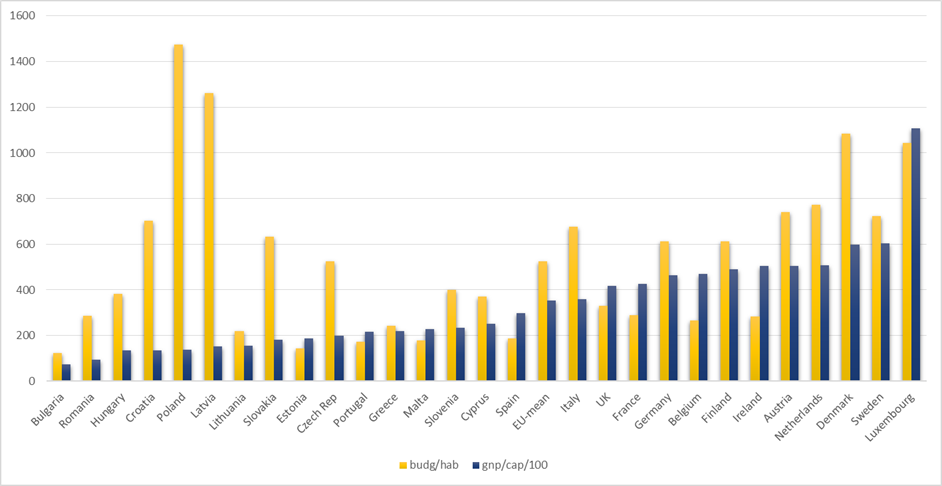 1600
1400
1200
1000
800
600
400
200
0
Bulgaria
Romania
Hungary
Croatia
Poland
Latvia
Lithuania
Slovakia
Estonia
Czech Rep
Portugal
Greece
Malta
Slovenia
Cyprus
Spain
EU-mean
Italy
UK
France
Germany
Belgium
Finland
Ireland
Austria
Netherlands
Denmark
Sweden
Luxembourg
budg/hab gnp/cap/100